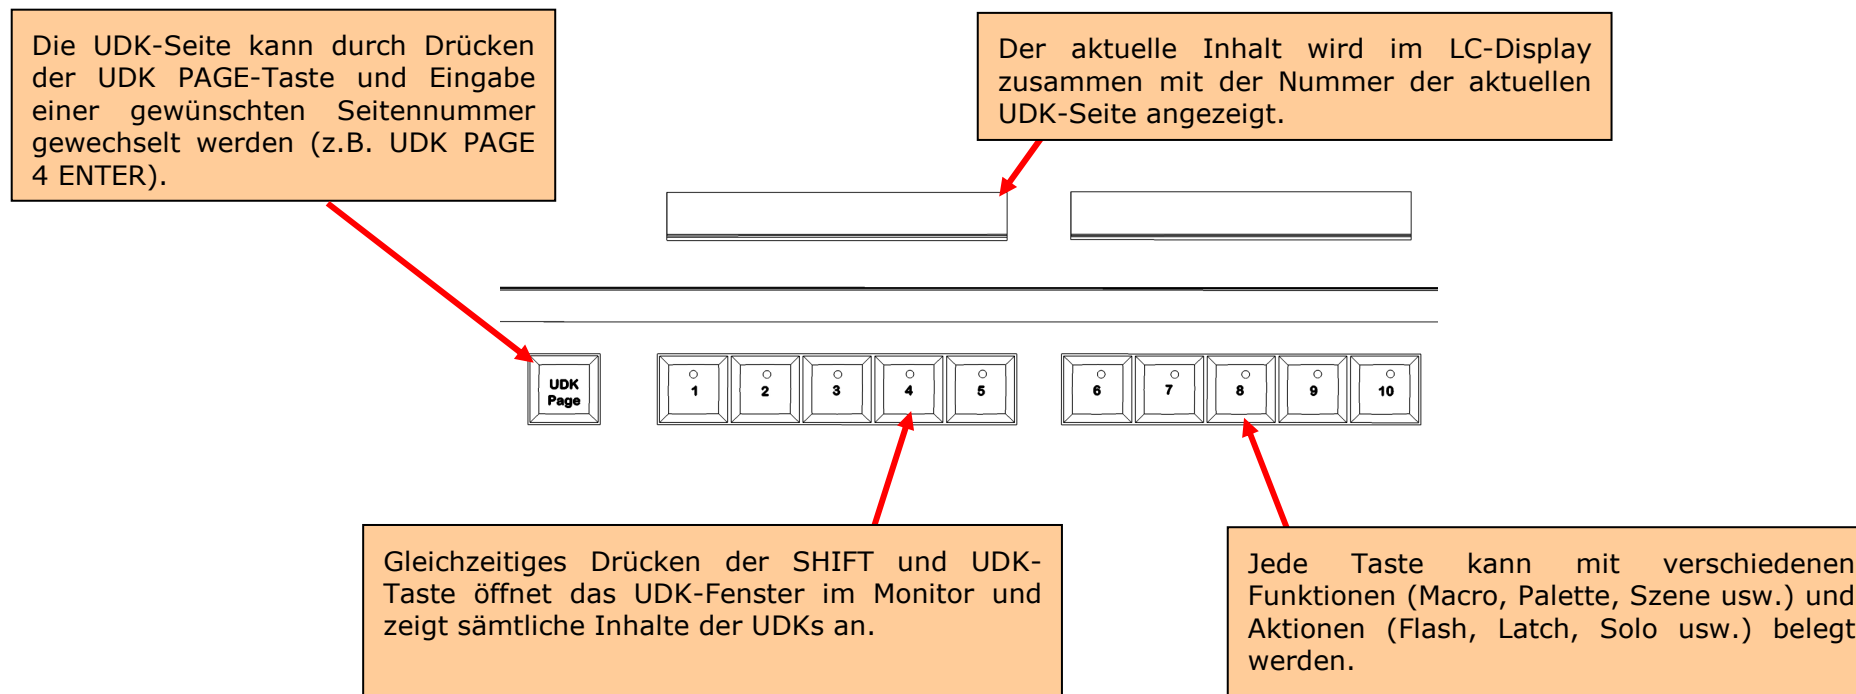 Die UDK-Seite kann durch Drücken
der UDK PAGE-Taste und Eingabe
einer gewünschten Seitennummer
gewechselt werden (z.B. UDK PAGE
4 ENTER).
Der aktuelle Inhalt wird im LC-Display
zusammen mit der Nummer der aktuellen
UDK-Seite angezeigt.
UDK
Page
1 2 3 4 5 6 7 8 9 10
Gleichzeitiges Drücken der SHIFT und UDK-
Taste öffnet das UDK-Fenster im Monitor und
zeigt sämtliche Inhalte der UDKs an.
Jede Taste kann mit verschiedenen
Funktionen (Macro, Palette, Szene usw.) und
Aktionen (Flash, Latch, Solo usw.) belegt
werden.